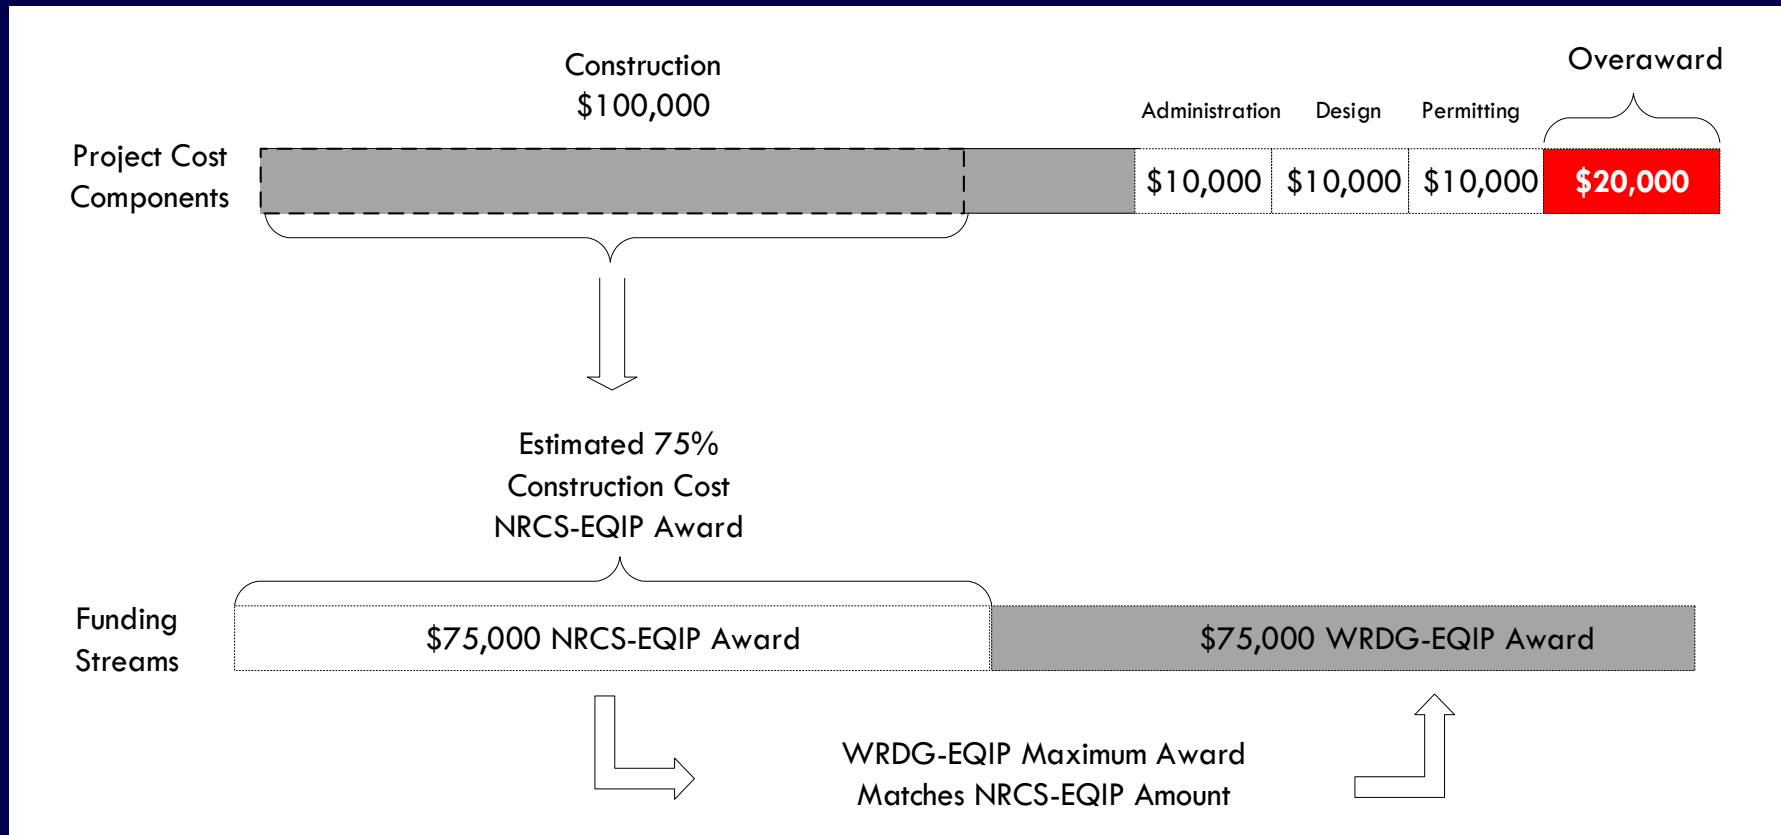 Construction
$100,000
Overaward
Administration
Design
Permitting
Project Cost
Components
$10,000
$10,000
$10,000
$20,000
Estimated 75%
Construction Cost
NRCS-EQIP Award
Funding
Streams
$75,000 NRCS-EQIP Award
$75,000 WRDG-EQIP Award
WRDG-EQIP Maximum Award
Matches NRCS-EQIP Amount